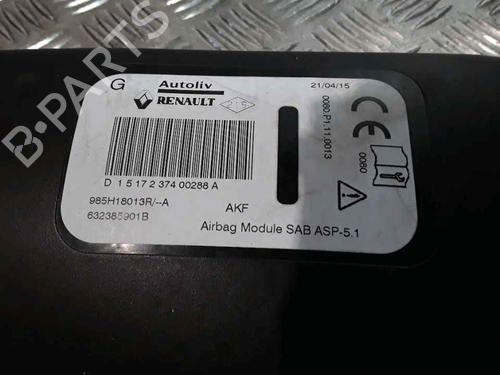 B-PARTS
G Autoliv 21/04/15
RENAULT
D 1 5 17 2 374 00288 A
985H18013R/--A
632385901B
AKF
Airbag Module SAB ASP-5.1
0080.P1.11.0013
CE
0080